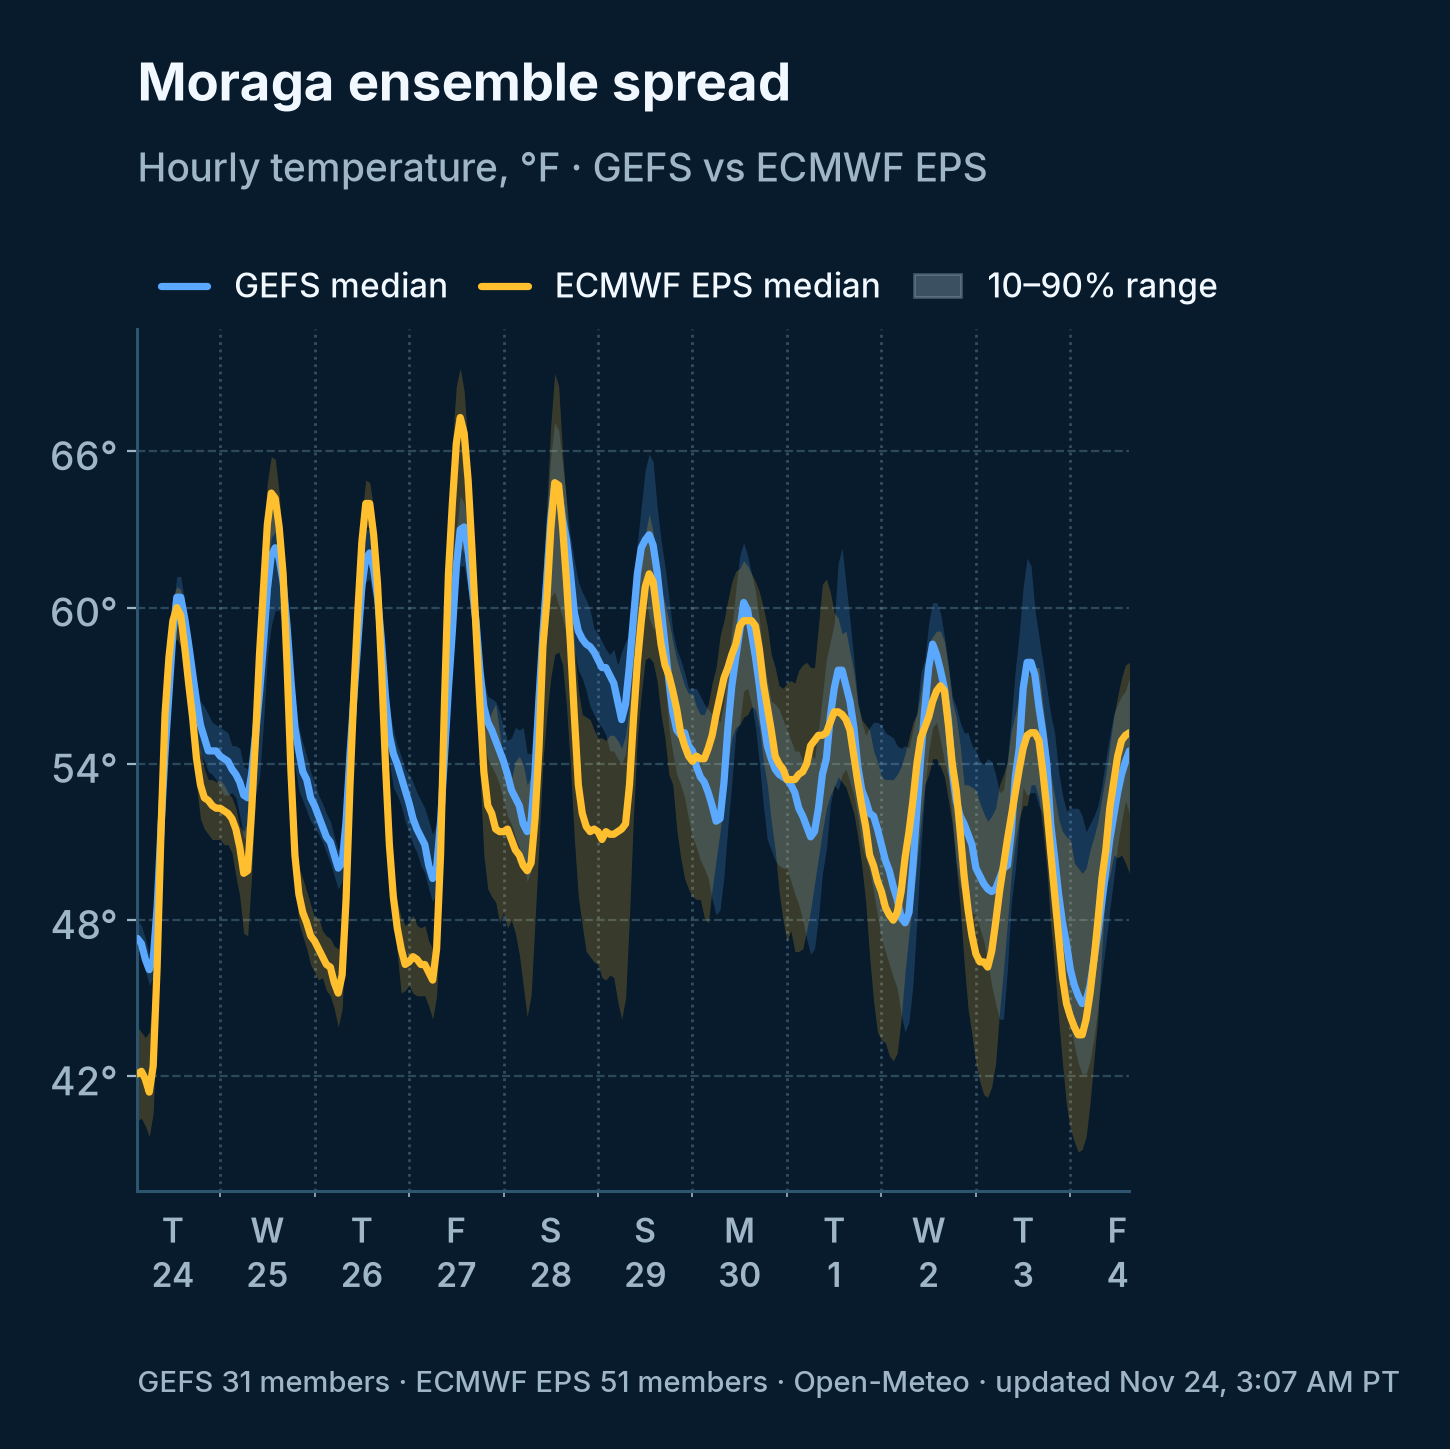 Moraga ensemble spread
Hourly temperature, °F · GEFS vs ECMWF EPS
GEFS median ECMWF EPS median 10–90% range
66°
60°
54°
48°
42°
T W T F S S M T W T F
24 25 26 27 28 29 30 1 2 3 4
GEFS 31 members · ECMWF EPS 51 members · Open-Meteo · updated Nov 24, 3:07 AM PT